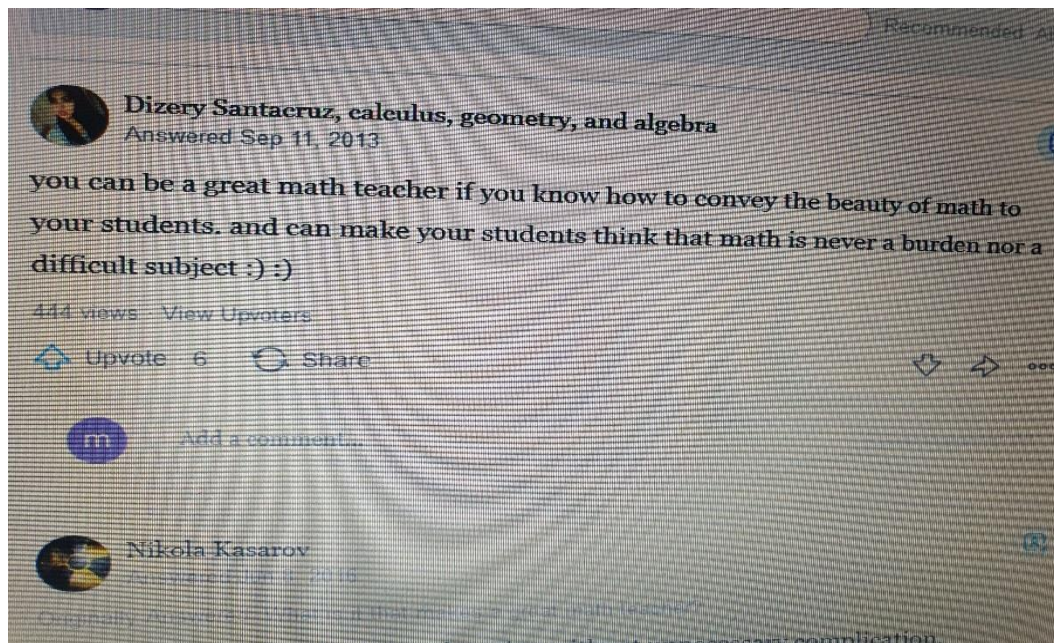 Recommended
Dizery Santacruz, calculus, geometry, and algebra
Answered Sep 11, 2013
you can be a great math teacher if you know how to convey the beauty of math to
your students. and can make your students think that math is never a burden nor a
difficult subject :) :)
444 views View Upvoters
Upvote 6 Share
m Add a comment...
Nikola Kasarov
complication